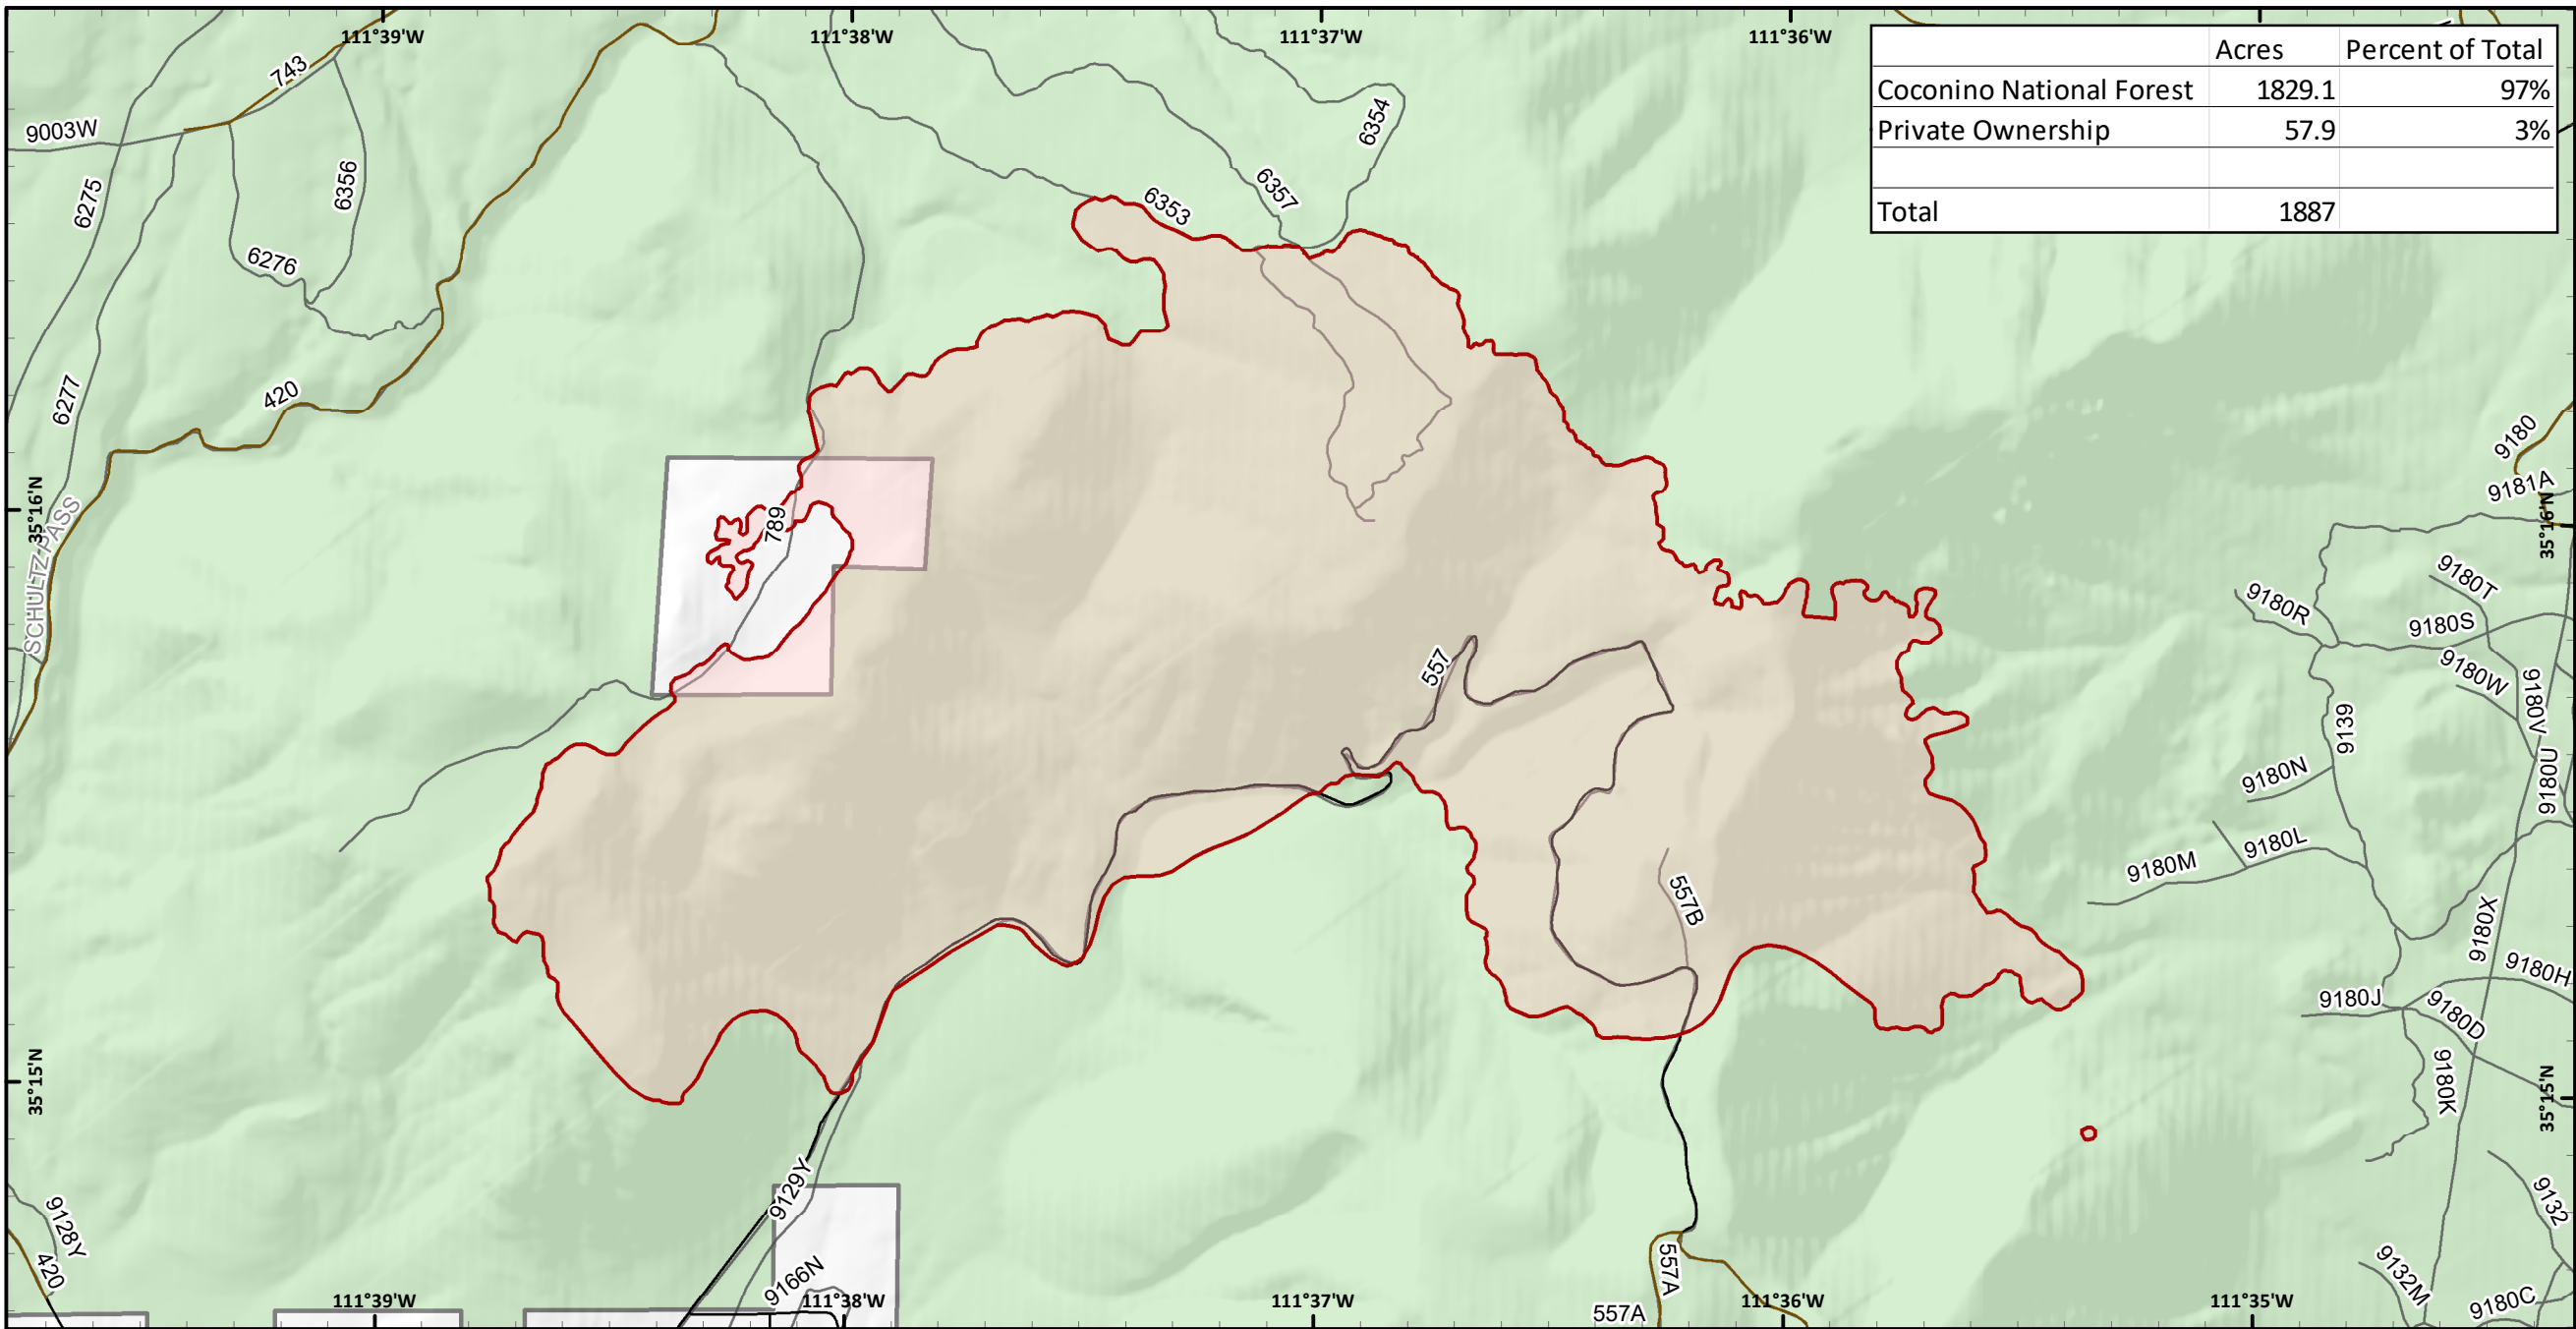 111°39'W
111°38'W
111°37'W
111°36'W
Acres Percent of Total
Coconino National Forest 1829.1 97%
Private Ownership 57.9 3%
Total 1887
743
9003W
6275
6356
6276
6277
420
6353
6357
6354
9180
9181A
35°16'N
35°16'N
SCHULTZ PASS
789
557
557B
9180T
9180R
9180S
9180W
9180V
9139
9180U
9180N
9180L
9180M
9180X
9180H
9180J
9180D
9180K
35°15'N
35°15'N
9129Y
9128Y
420
9166N
557A
557A
9132
9132M
9180C
111°39'W
111°38'W
111°37'W
111°36'W
111°35'W